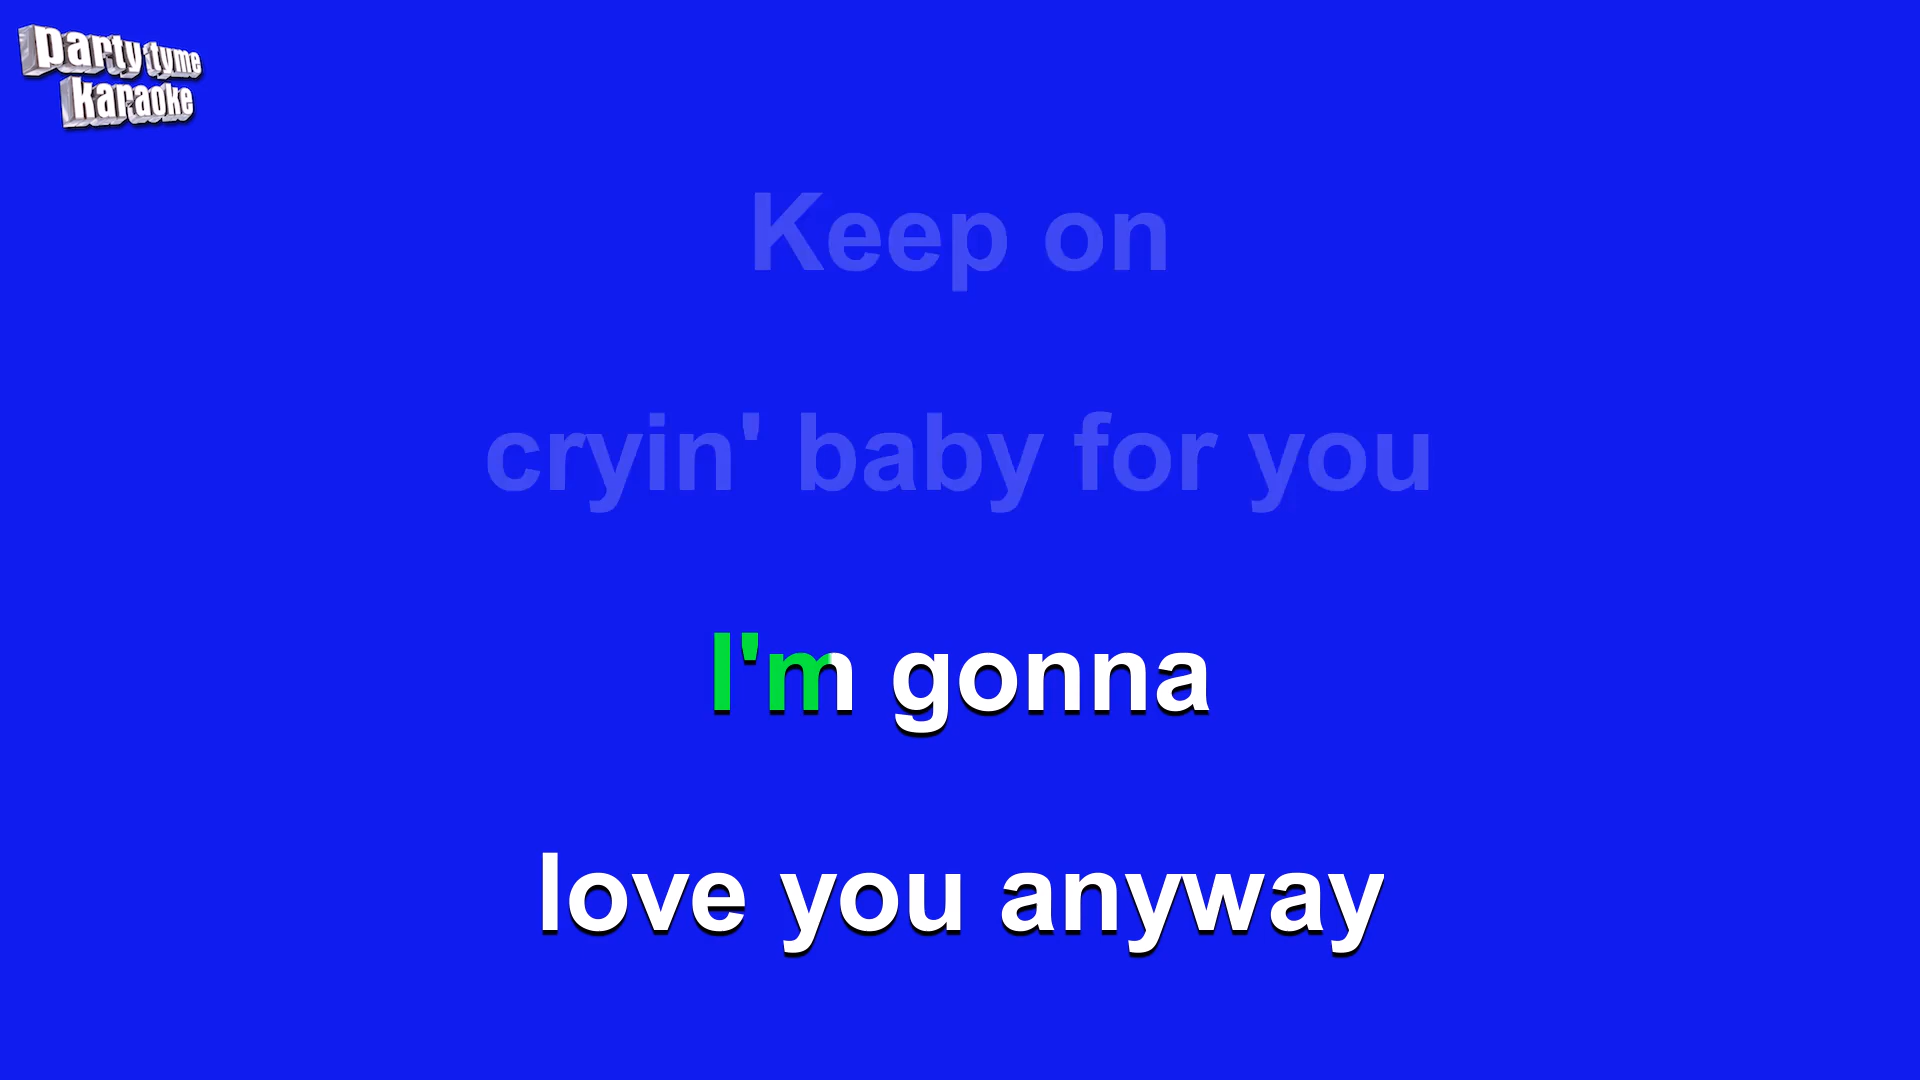 party tyme
karaoke
Keep on
cryin' baby for you
I'm gonna
love you anyway